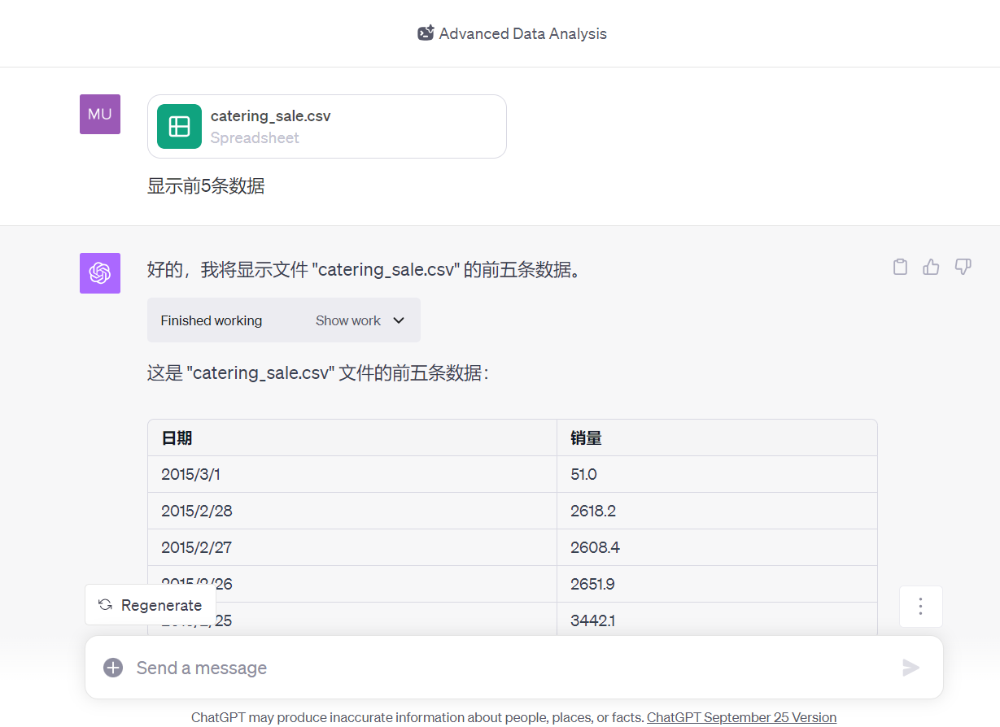 Advanced Data Analysis
MU
catering_sale.csv
Spreadsheet
显示前5条数据
好的，我将显示文件 "catering_sale.csv" 的前五条数据。
Finished working Show work
这是 "catering_sale.csv" 文件的前五条数据：
日期 销量
2015/3/1 51.0
2015/2/28 2618.2
2015/2/27 2608.4
2015/2/26 2651.9
25 3442.1
Regenerate
Send a message
ChatGPT may produce inaccurate information about people, places, or facts. ChatGPT September 25 Version